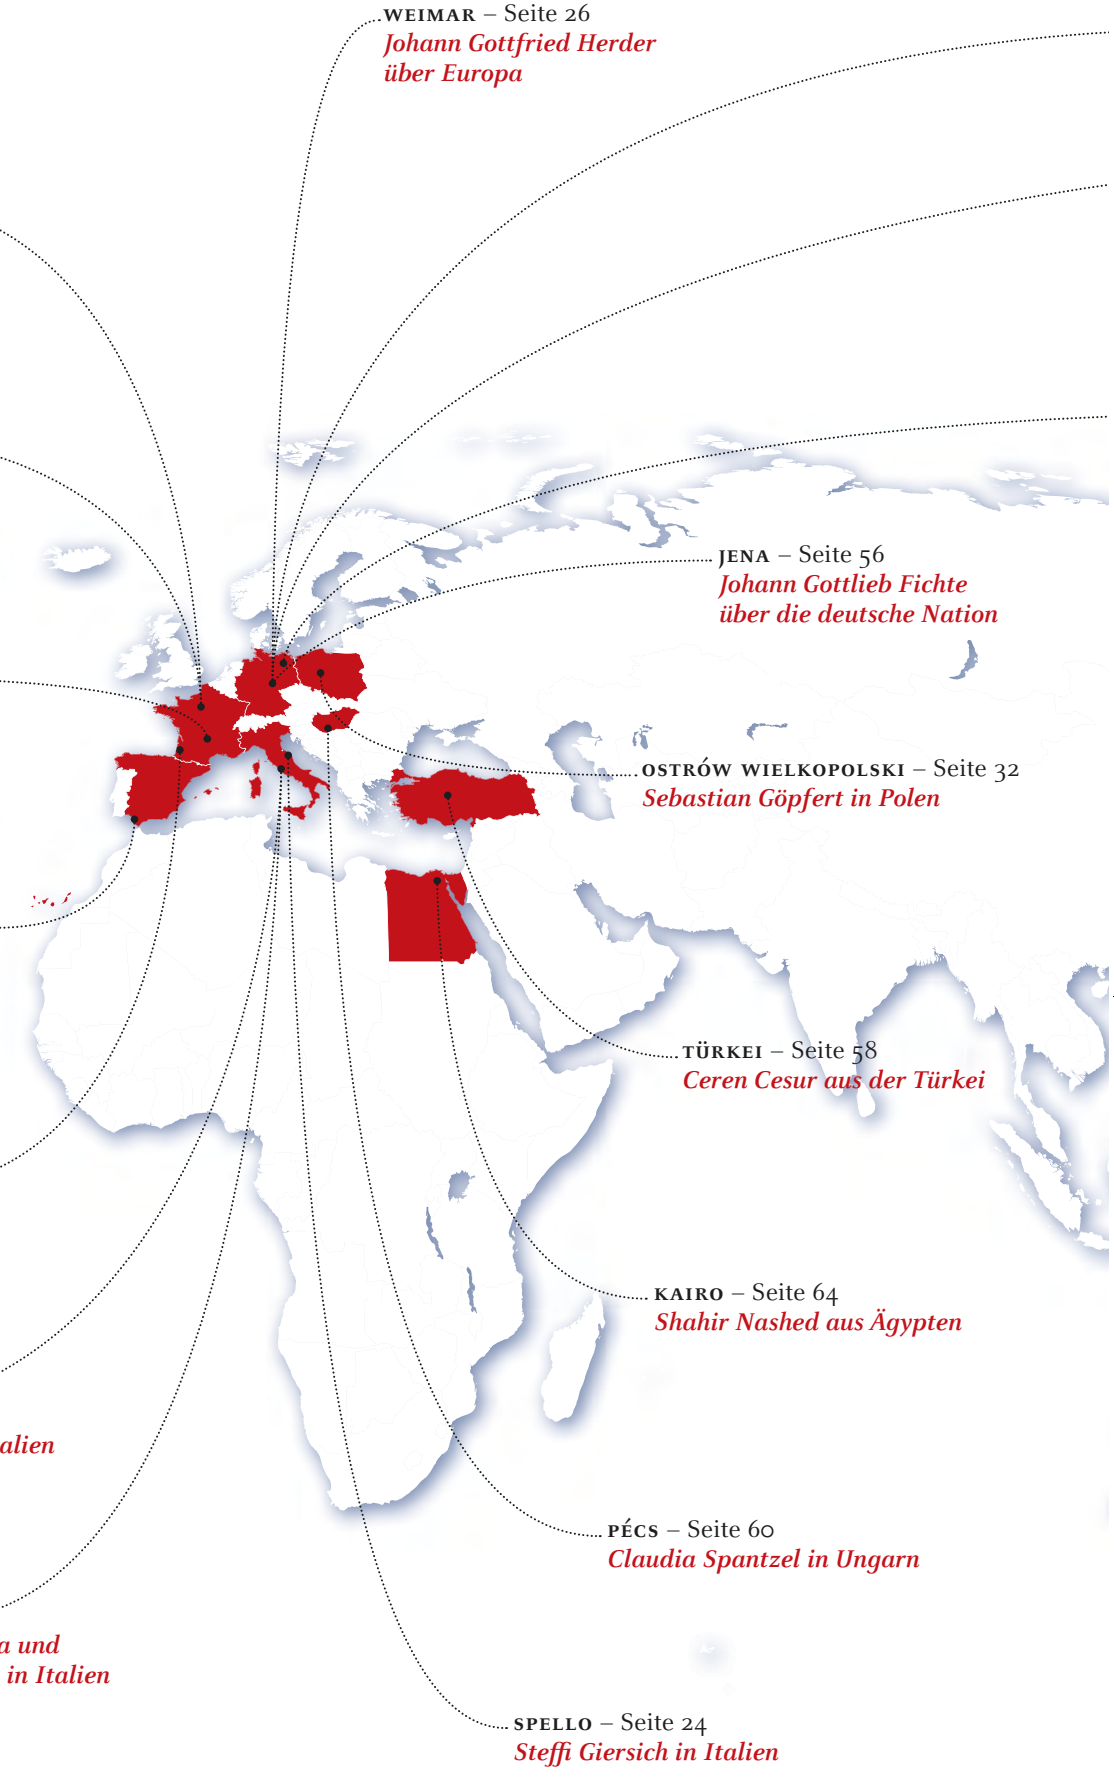 WEIMAR – Seite 26
Johann Gottfried Herder
über Europa
JENA – Seite 56
Johann Gottlieb Fichte
über die deutsche Nation
OSTRÓW WIELKOPOLSKI – Seite 32
Sebastian Göpfert in Polen
TÜRKEI – Seite 58
Ceren Cesur aus der Türkei
KAIRO – Seite 64
Shahir Nashed aus Ägypten
alien
PÉCS – Seite 60
Claudia Spantzel in Ungarn
a und
in Italien
SPELLO – Seite 24
Steffi Giersich in Italien